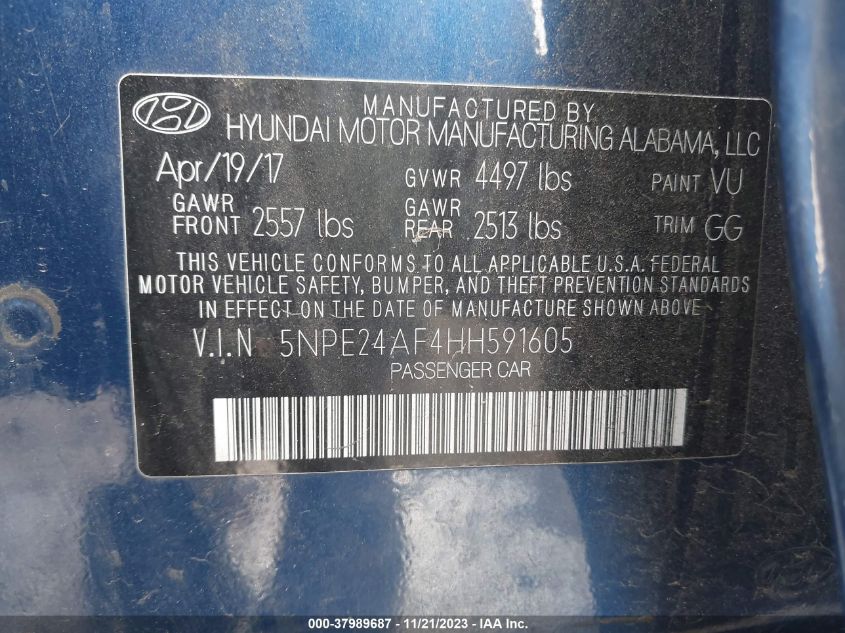 MANUFACTURED BY
HYUNDAI MOTOR MANUFACTURING ALABAMA, LLC
Apr/19/17 GVWR 4497 lbs PAINT VU
GAWR FRONT 2557 lbs GAWR REAR 2513 lbs TRIM GG
THIS VEHICLE CONFORMS TO ALL APPLICABLE U.S.A. FEDERAL
MOTOR VEHICLE SAFETY, BUMPER, AND THEFT PREVENTION STANDARDS
IN EFFECT ON THE DATE OF MANUFACTURE SHOWN ABOVE
V.I.N 5NPE24AF4HH591605
PASSENGER CAR
000-37989687 - 11/21/2023 - IAA Inc.